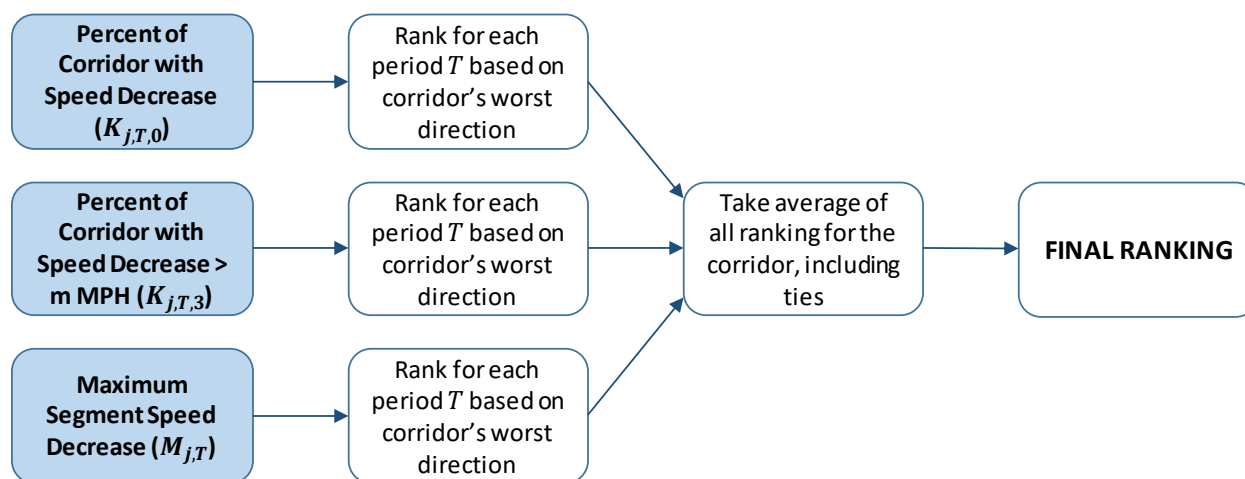 Percent of
Corridor with
Speed Decrease
(K_{j,T,0})
Rank for each
period T based on
corridor's worst
direction
Percent of
Corridor with
Speed Decrease >
m MPH (K_{j,T,3})
Rank for each
period T based on
corridor's worst
direction
Take average of
all ranking for the
corridor, including
ties
FINAL RANKING
Maximum
Segment Speed
Decrease (M_{j,T})
Rank for each
period T based on
corridor's worst
direction